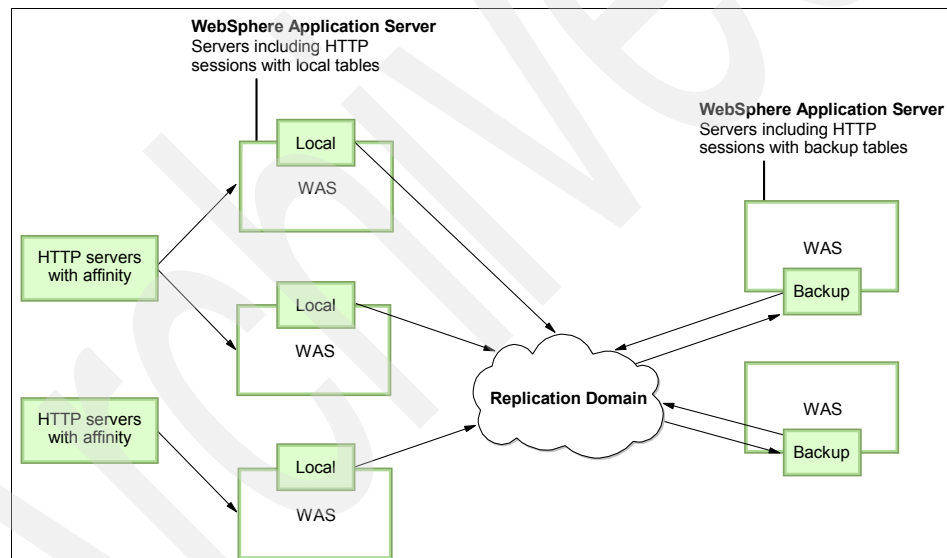 WebSphere Application Server
Servers including HTTP
sessions with local tables
WebSphere Application Server
Servers including HTTP
sessions with backup tables
Local
WAS
HTTP servers
with affinity
Local
WAS
HTTP servers
with affinity
Local
WAS
Replication Domain
WAS
Backup
WAS
Backup